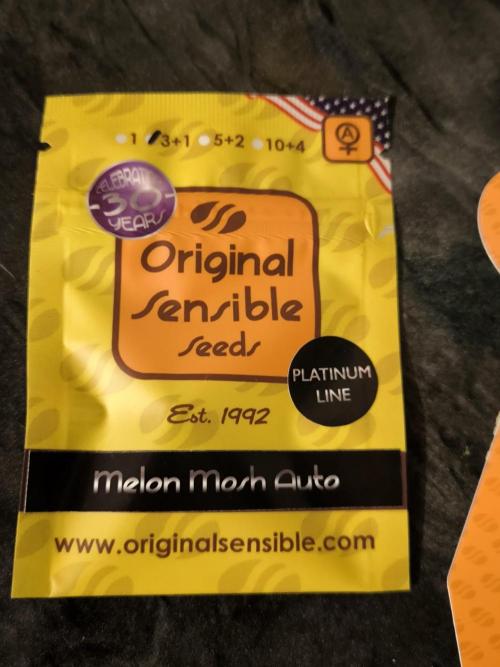 1 3+1 5+2 10+4
A
CELEBRATING
30
YEARS
Original
Sensible
Seeds
PLATINUM
LINE
Est. 1992
Melon Mosh Auto
www.originalsensible.com